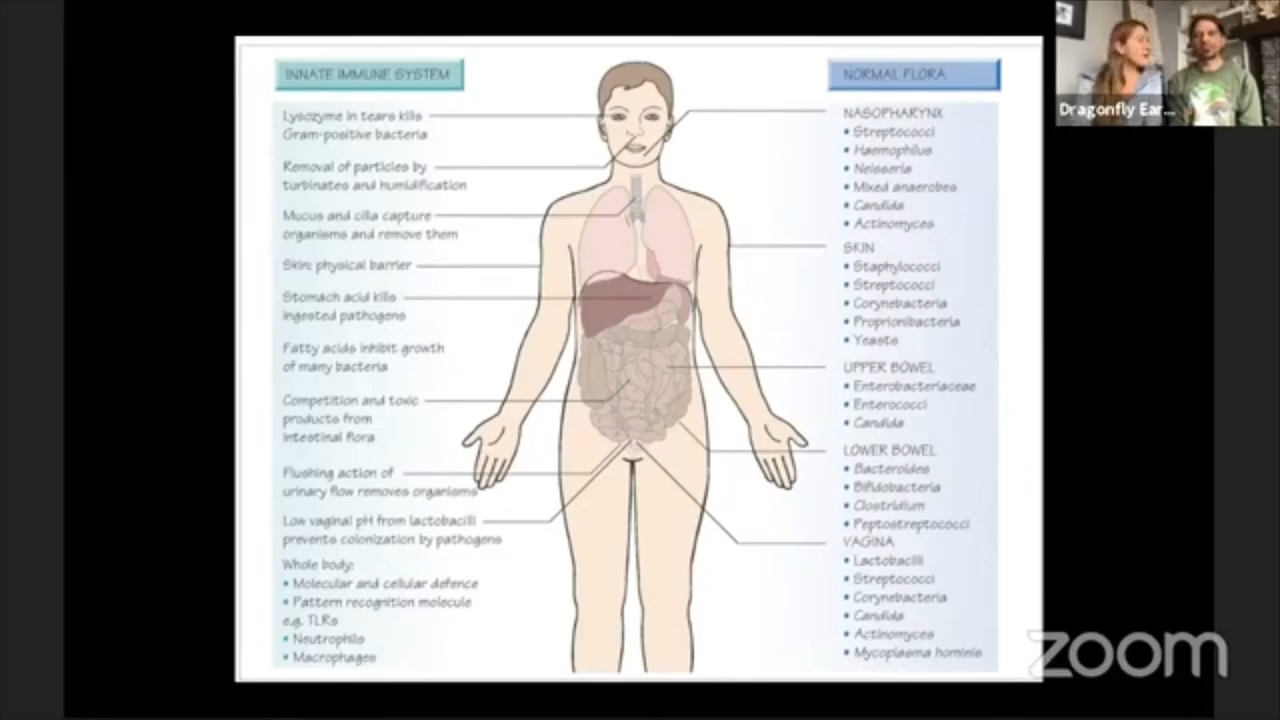 INNATE IMMUNE SYSTEM
Lysozyme in tears kills
Gram-positive bacteria
Removal of particles by
turbinates and humidification
Mucus and cilia capture
organisms and remove them
Skin: physical barrier
Stomach acid kills
ingested pathogens
Fatty acids inhibit growth
of many bacteria
Competition and toxic
products from
intestinal flora
Flushing action of
urinary flow removes organisms
Low vaginal pH from lactobacilli
prevents colonization by pathogens
Whole body:
• Molecular and cellular defence
• Pattern recognition molecule
e.g. TLRs
• Neutrophils
• Macrophages
NORMAL FLORA
NASOPHARYNX
• Streptococci
• Haemophilus
• Neisseria
• Mixed anaerobes
• Candida
• Actinomyces
SKIN
• Staphylococci
• Streptococci
• Corynebacteria
• Proprionibacteria
• Yeasts
UPPER BOWEL
• Enterobacteriaceae
• Enterococci
• Candida
LOWER BOWEL
• Bacteroides
• Bifidobacteria
• Clostridium
• Peptostreptococci
VAGINA
• Lactobacilli
• Streptococci
• Corynebacteria
• Candida
• Actinomyces
• Mycoplasma hominis
Dragonfly Ear...
zoom